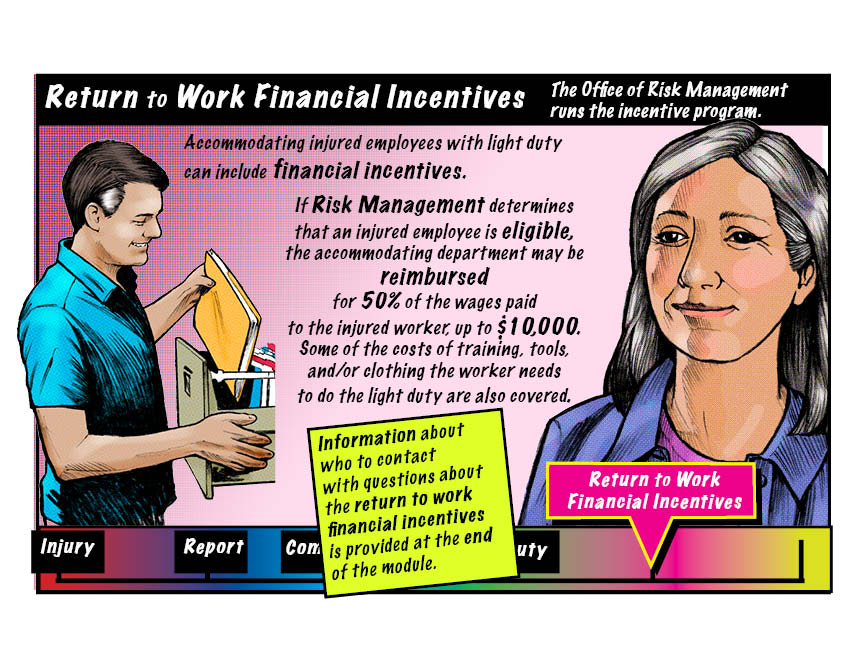 Return to Work Financial Incentives
The Office of Risk Management
runs the incentive program.
Accommodating injured employees with light duty
can include financial incentives.
If Risk Management determines
that an injured employee is eligible,
the accommodating department may be
reimbursed
for 50% of the wages paid
to the injured worker, up to $10,000.
Some of the costs of training, tools,
and/or clothing the worker needs
to do the light duty are also covered.
Information about
who to contact
with questions about
the return to work
financial incentives
is provided at the end
of the module.
Return to Work
Financial Incentives
Injury
Report